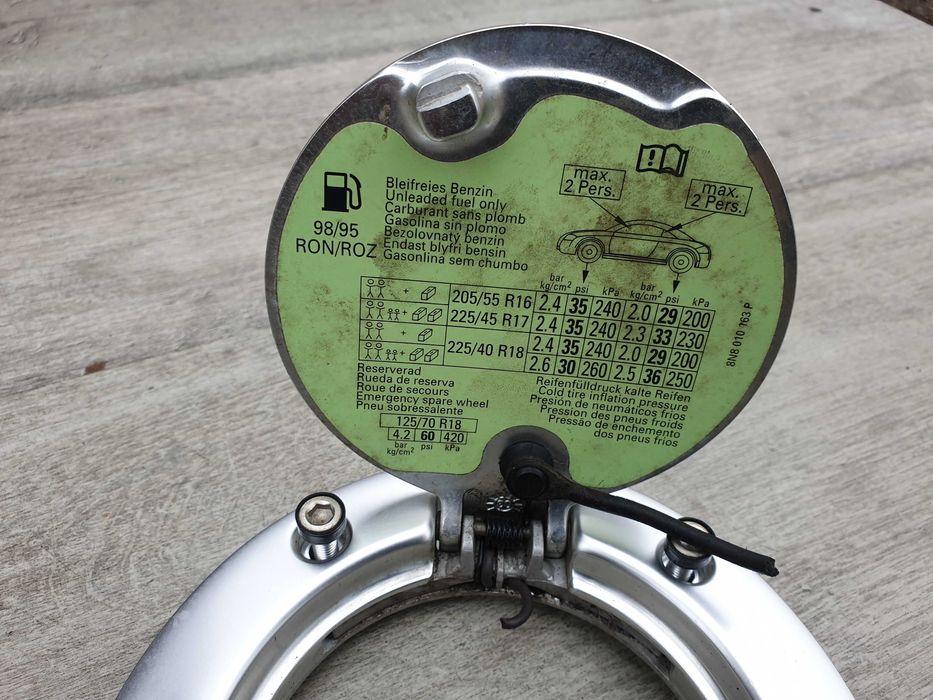 max.
2 Pers.
max.
2 Pers.
98/95
RON/ROZ
Bleifreies Benzin
Unleaded fuel only
Carburant sans plomb
Gasolina sin plomo
Bezolovnatý benzin
Endast blyfri bensin
Gasonlina sem chumbo
bar kg/cm² psi kPa bar kg/cm² psi kPa
+ 205/55 R16 2.4 35 240 2.0 29 200
+ 225/45 R17 2.4 35 240 2.3 33 230
+ 225/40 R18 2.4 35 240 2.0 29 200
+ 2.6 30 260 2.5 36 250
Reserverad
Rueda de reserva
Roue de secours
Emergency spare wheel
Pneu sobressalente
125/70 R18
4.2 60 420
bar kg/cm² psi kPa
Reifenfülldruck kalte Reifen
Cold tire inflation pressure
Presión de neumáticos frios
Pression des pneus froids
Pressão de enchemento
dos pneus frios
8N8 010 163 P